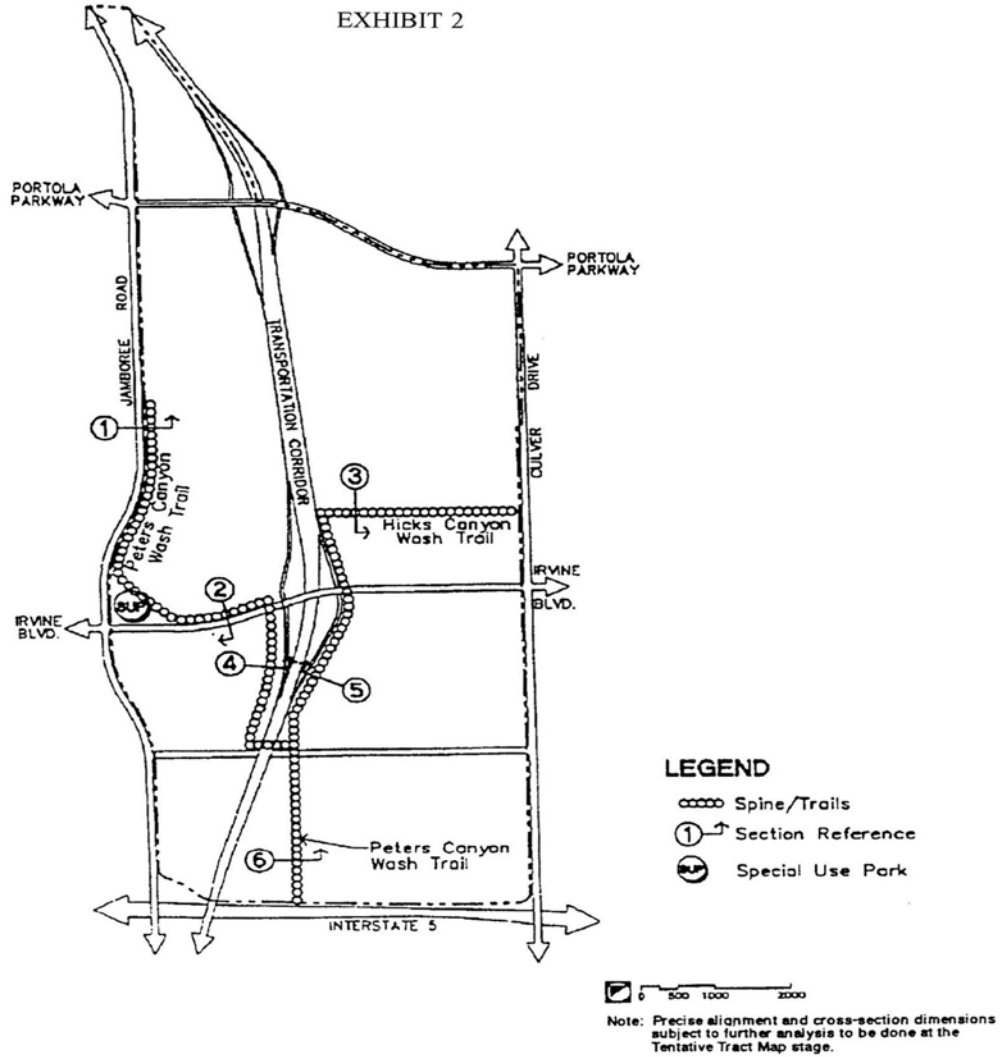 EXHIBIT 2
PORTOLA
PARKWAY
PORTOLA
PARKWAY
JAMBOREE ROAD
TRANSPORTATION CORRIDOR
CULVER DRIVE
1
Peters Canyon
Wash Trail
3
Hicks Canyon
Wash Trail
2
SUP
IRVINE
BLVD.
IRVINE
BLVD.
4
5
6
Peters Canyon
Wash Trail
INTERSTATE 5
LEGEND
Spine/Trails
1 Section Reference
SUP Special Use Park
0 500 1000 2000
Note: Precise alignment and cross-section dimensions
subject to further analysis to be done at the
Tentative Tract Map stage.